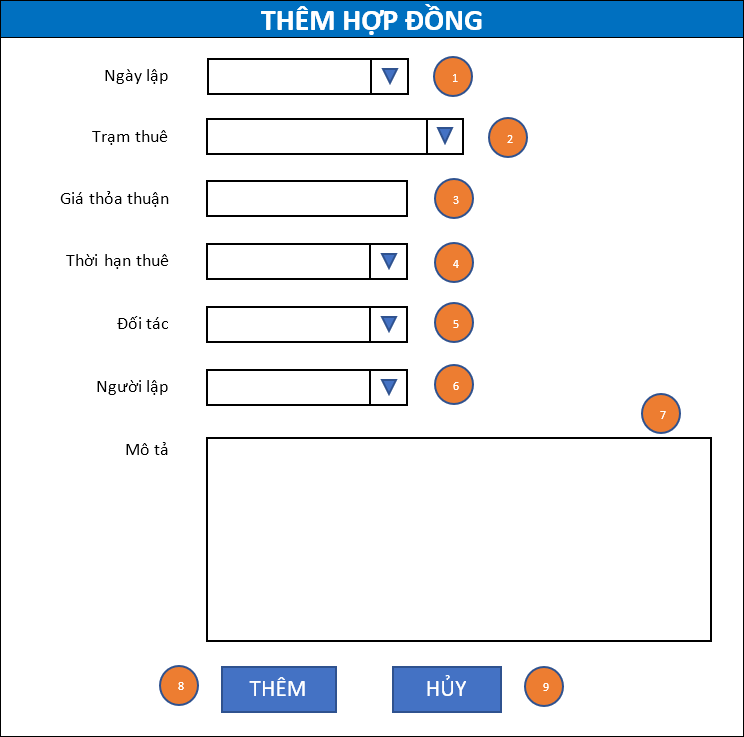 THÊM HỢP ĐỒNG
Ngày lập
1
Trạm thuê
2
Giá thỏa thuận
3
Thời hạn thuê
4
Đối tác
5
Người lập
6
7
Mô tả
8
THÊM
HỦY
9